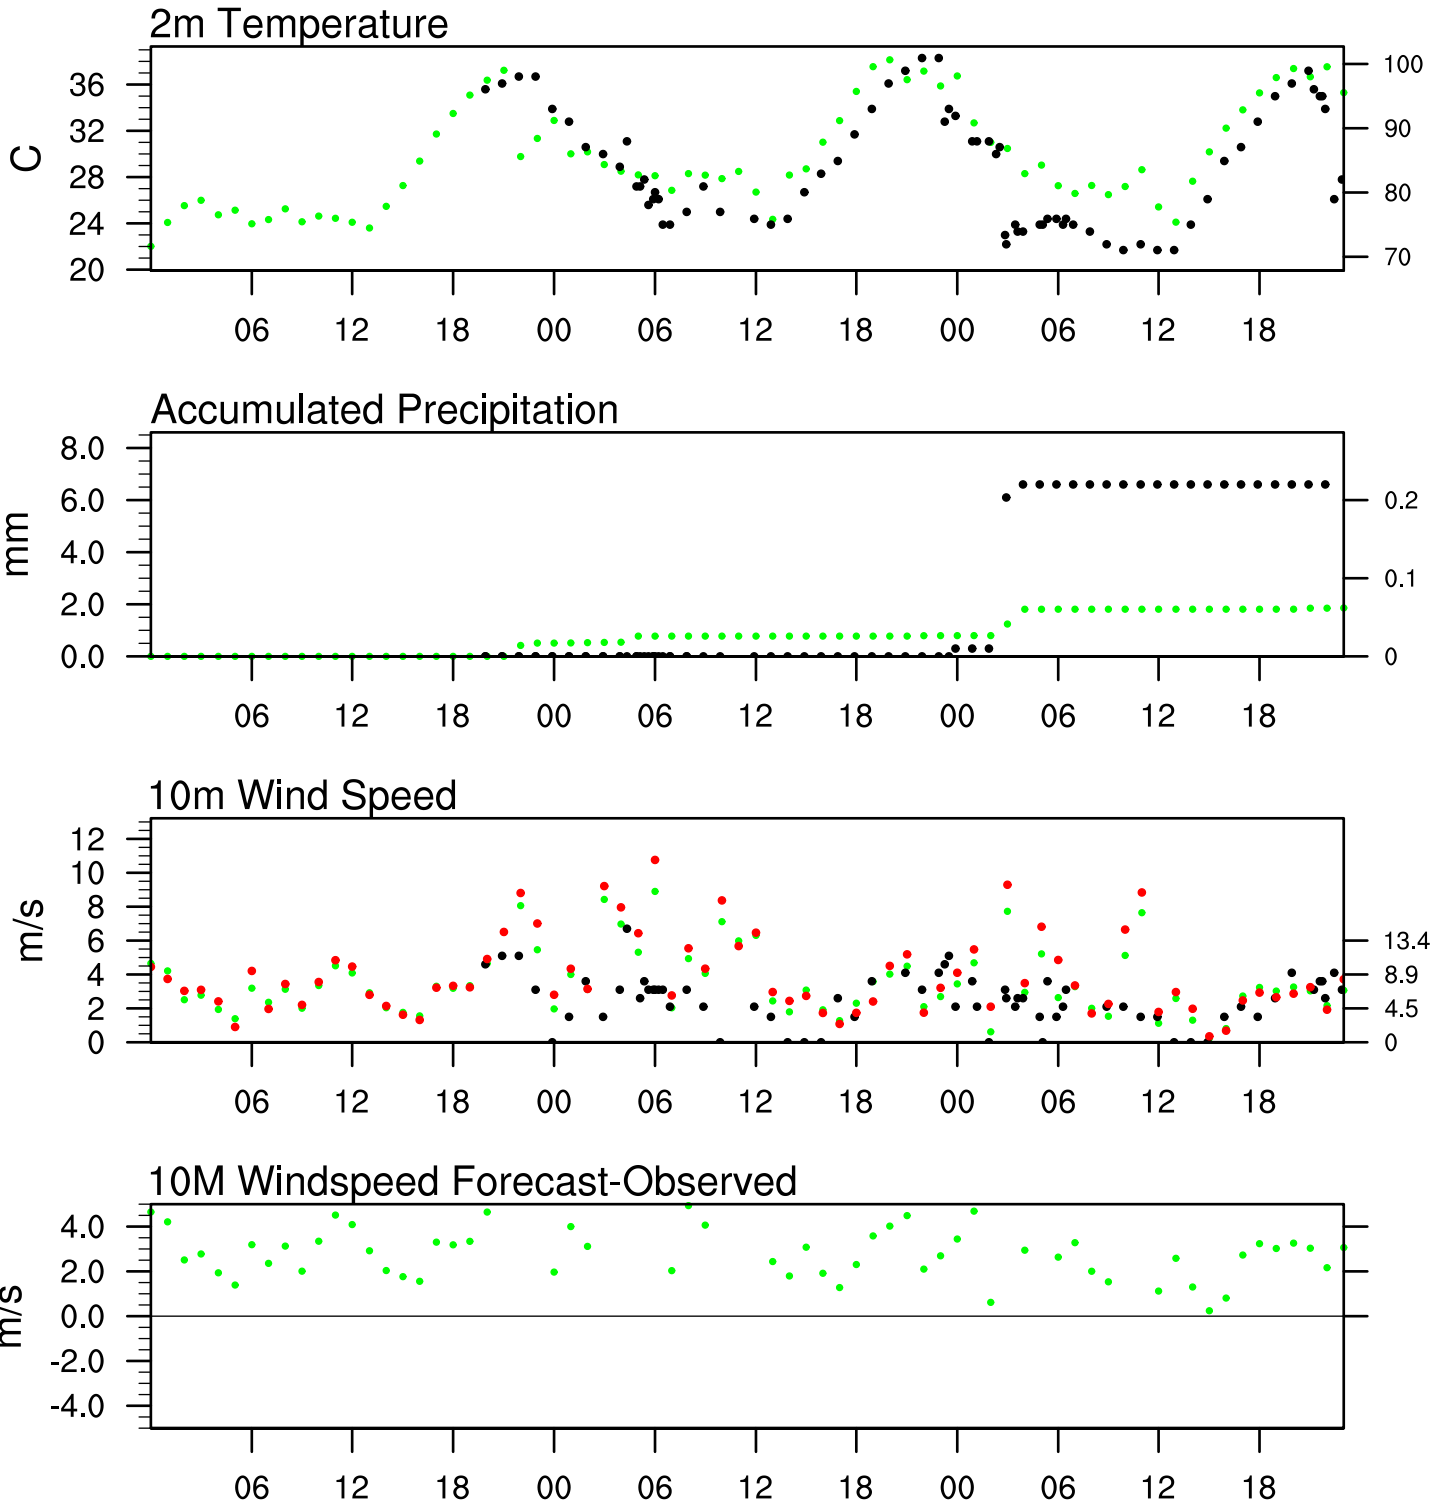 2m Temperature
C
36
32
28
24
20
100
90
80
70
06 12 18 00 06 12 18 00 06 12 18
Accumulated Precipitation
mm
8.0
6.0
4.0
2.0
0.0
0.2
0.1
0
06 12 18 00 06 12 18 00 06 12 18
10m Wind Speed
m/s
12
10
8
6
4
2
0
13.4
8.9
4.5
0
06 12 18 00 06 12 18 00 06 12 18
10M Windspeed Forecast-Observed
m/s
4.0
2.0
0.0
-2.0
-4.0
06 12 18 00 06 12 18 00 06 12 18